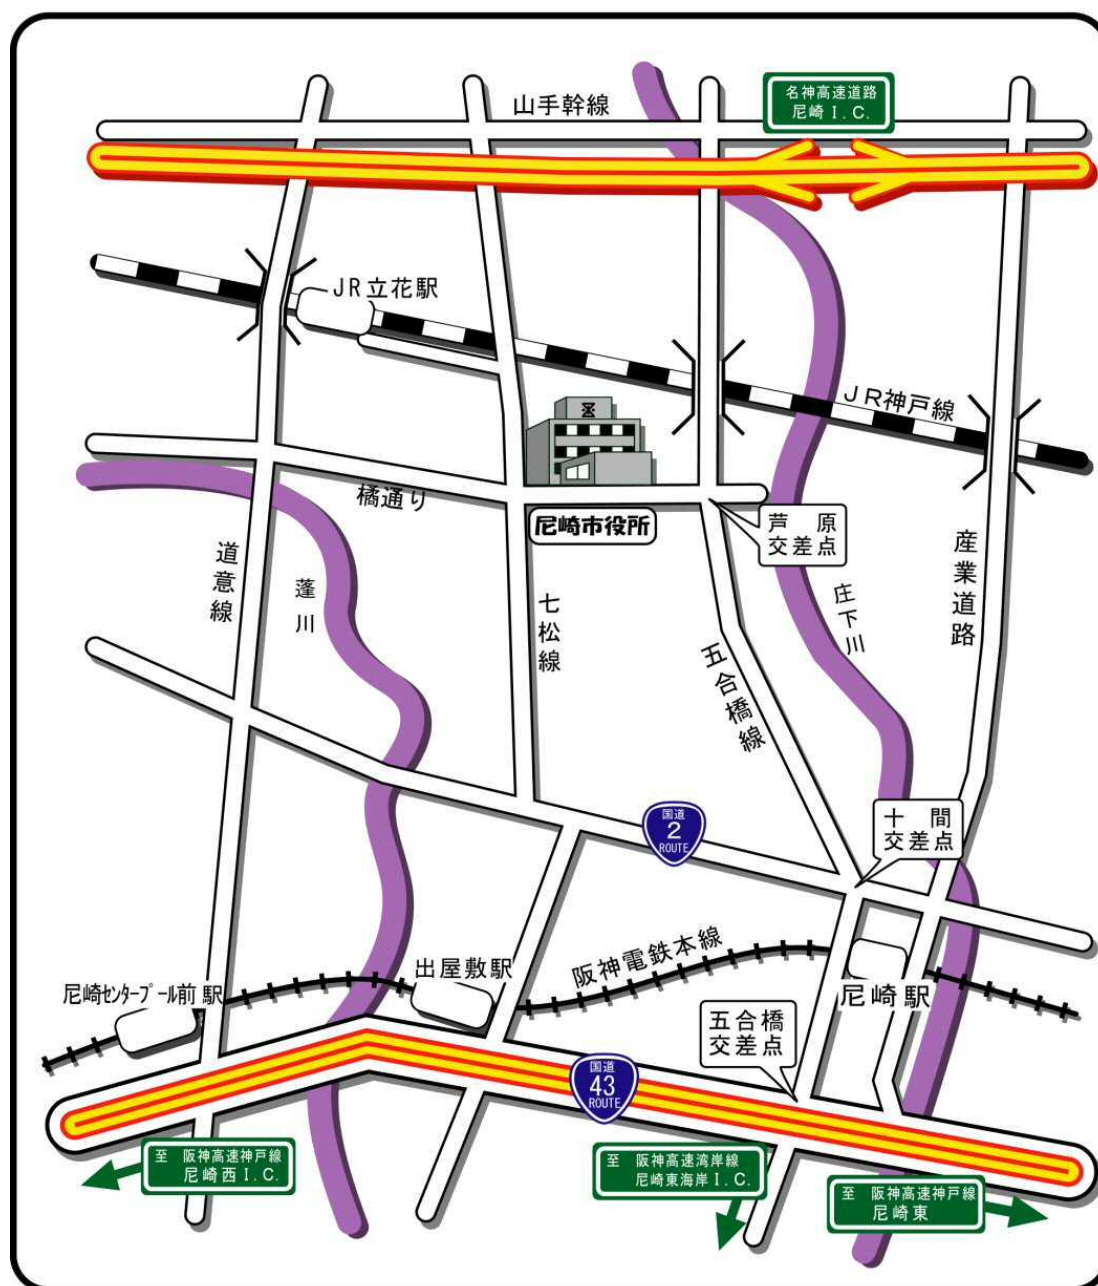 山手幹線
名神高速道路
尼崎 I.C.
JR立花駅
JR神戸線
橘通り
尼崎市役所
芦原
交差点
道意線
蓬川
七松線
五合橋線
庄下川
産業道路
国道
2
ROUTE
十間
交差点
尼崎センタープール前駅
出屋敷駅
阪神電鉄本線
尼崎駅
五合橋
交差点
国道
43
ROUTE
至 阪神高速神戸線
尼崎西I.C.
至 阪神高速湾岸線
尼崎東海岸I.C.
至 阪神高速神戸線
尼崎東